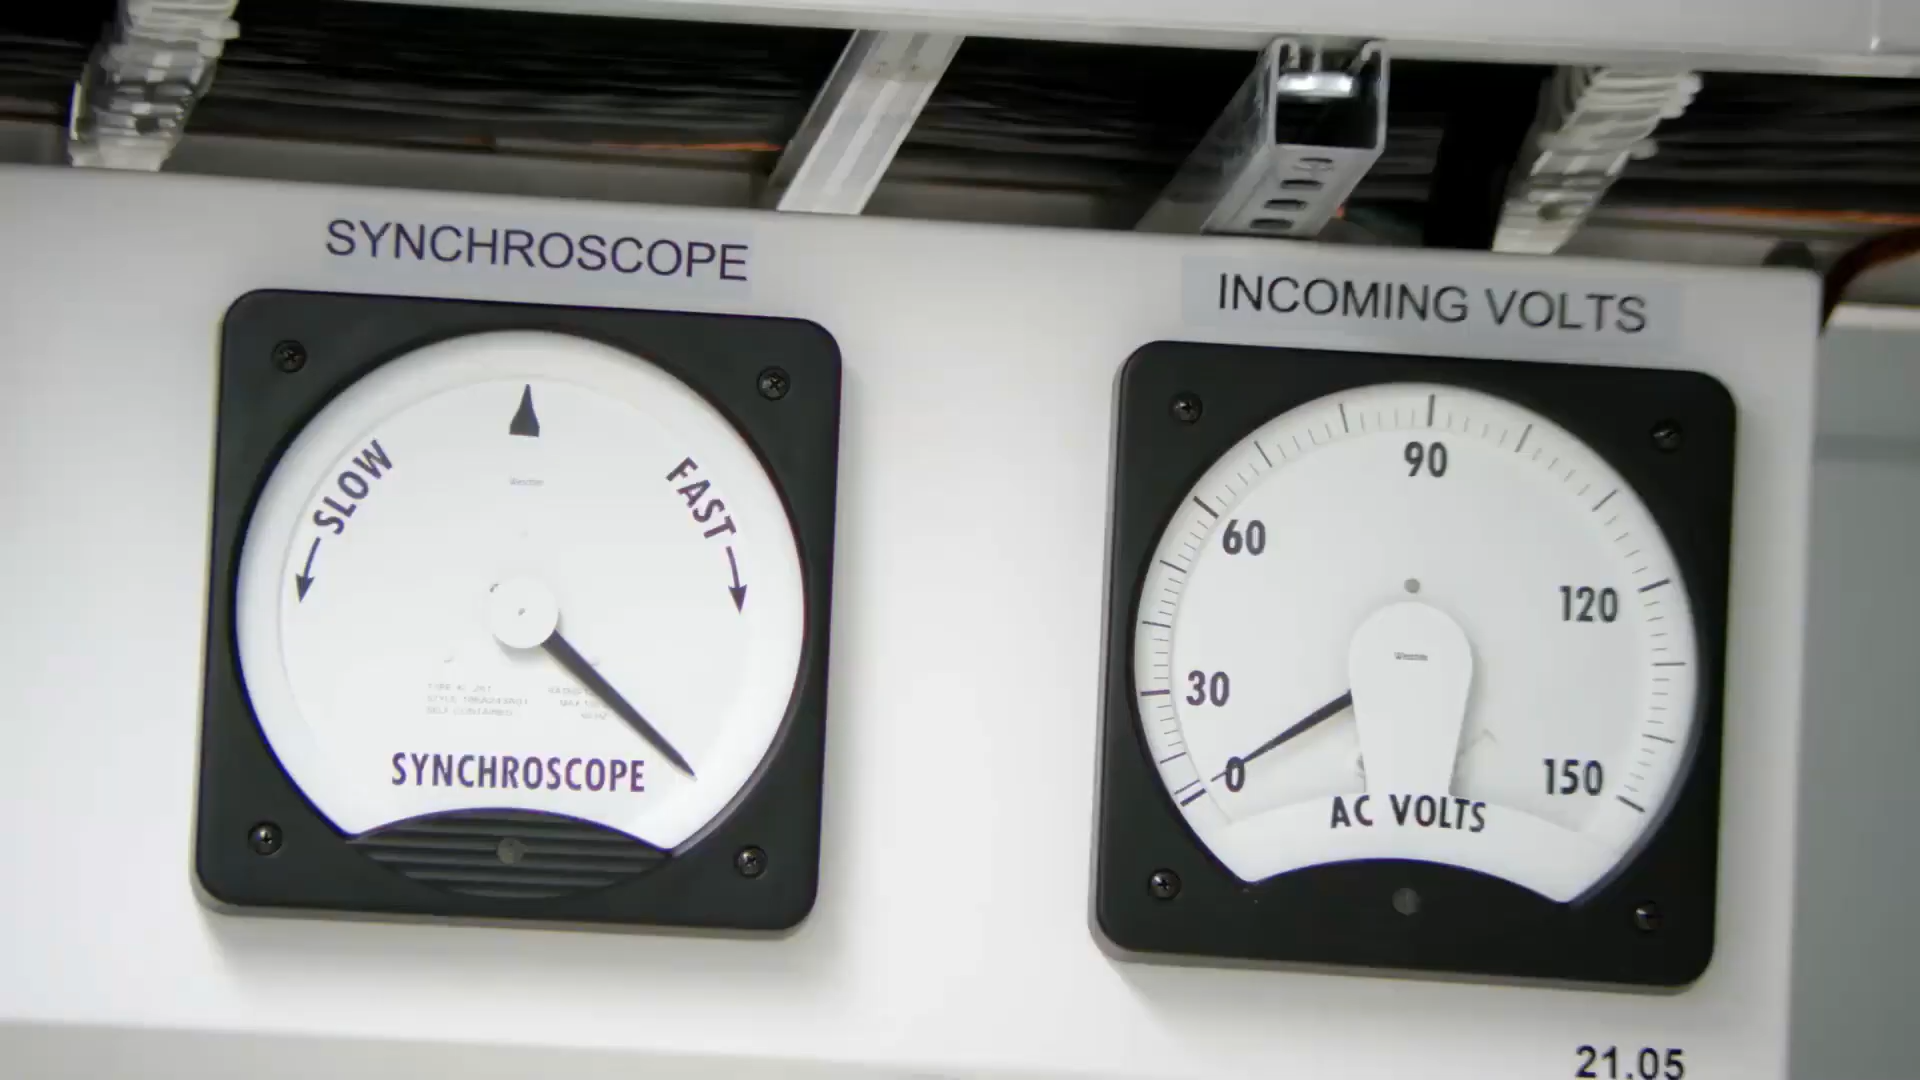 SYNCHROSCOPE
INCOMING VOLTS
SLOW
FAST
SYNCHROSCOPE
0
30
60
90
120
150
AC VOLTS
21.05